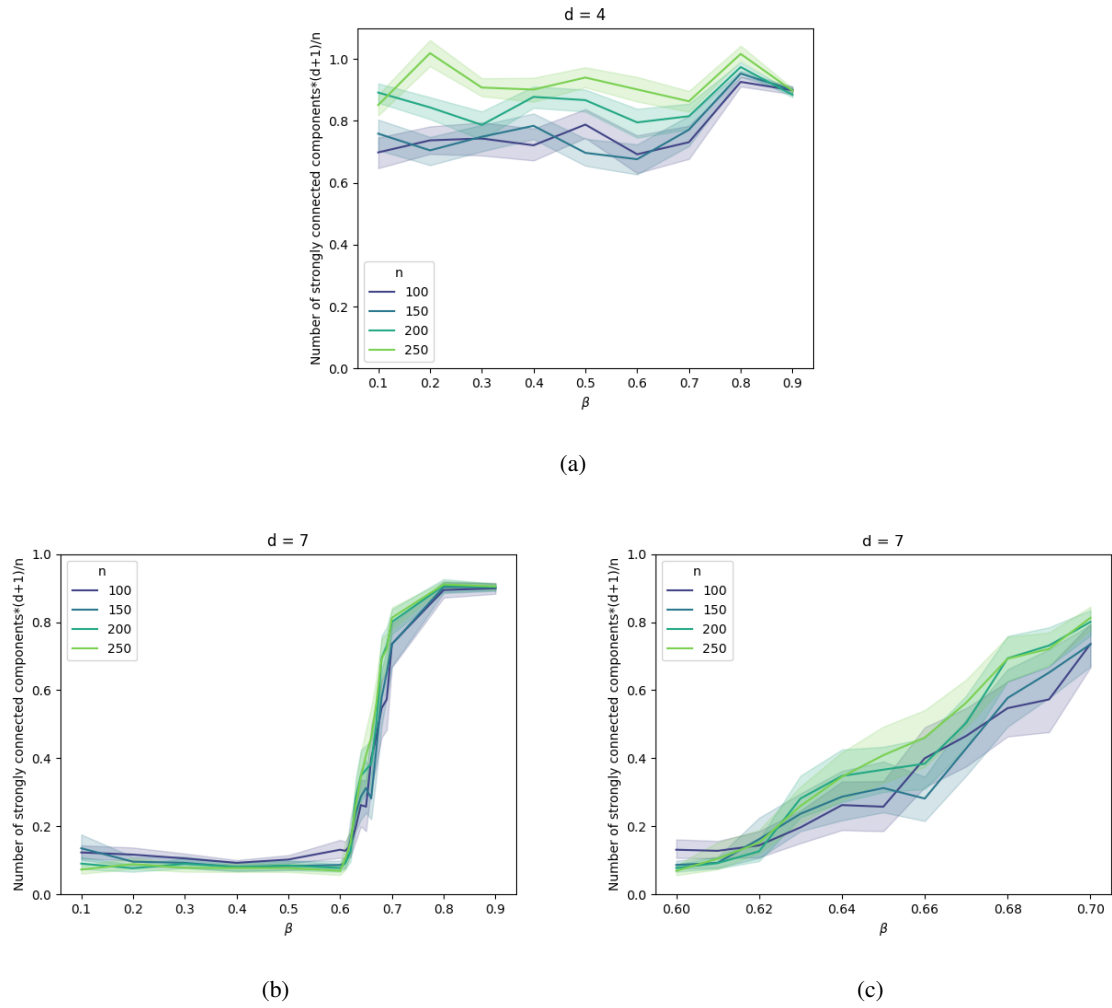 d = 4
Number of strongly connected components*(d+1)/n
1.0
0.8
0.6
0.4
0.2
0.0
n
100
150
200
250
0.1 0.2 0.3 0.4 0.5 0.6 0.7 0.8 0.9
β
(a)
d = 7
Number of strongly connected components*(d+1)/n
1.0
0.8
0.6
0.4
0.2
0.0
n
100
150
200
250
0.1 0.2 0.3 0.4 0.5 0.6 0.7 0.8 0.9
β
(b)
d = 7
Number of strongly connected components*(d+1)/n
1.0
0.8
0.6
0.4
0.2
0.0
n
100
150
200
250
0.60 0.62 0.64 0.66 0.68 0.70
β
(c)